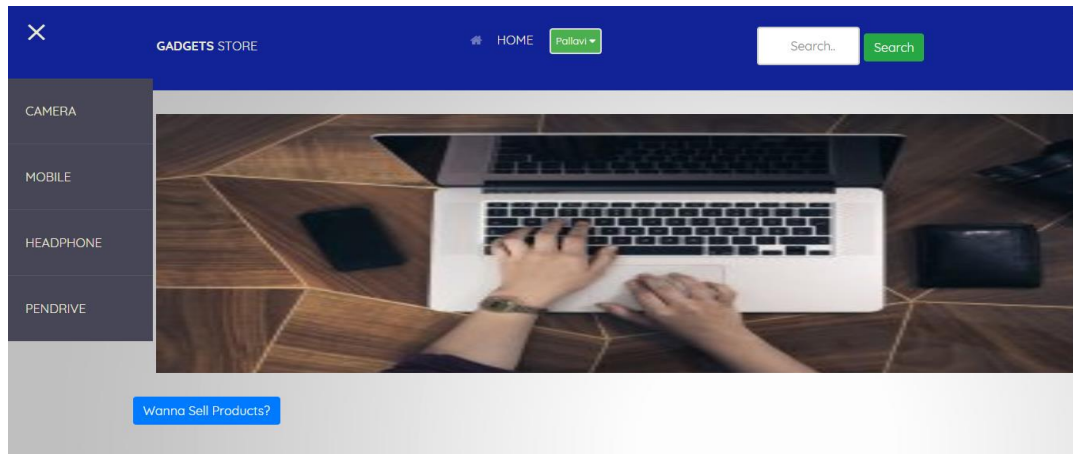 GADGETS STORE
HOME
Pallavi
Search..
Search
CAMERA
MOBILE
HEADPHONE
PENDRIVE
Wanna Sell Products?